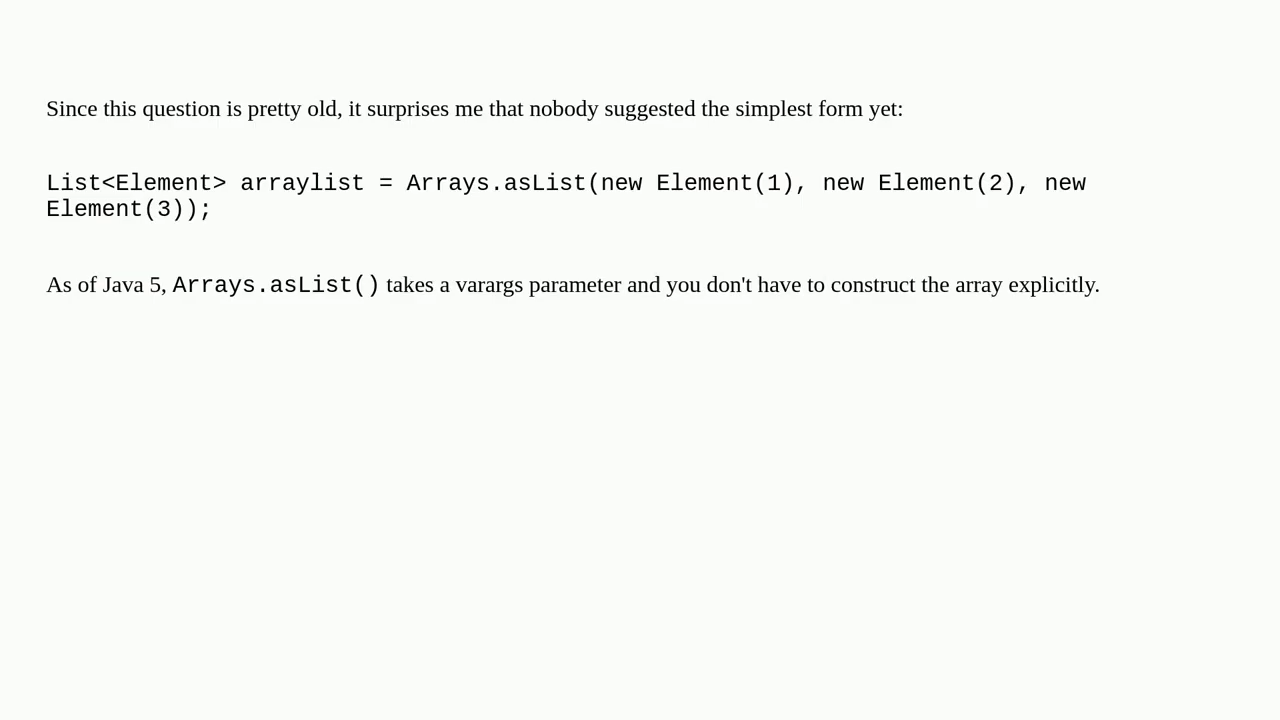 Since this question is pretty old, it surprises me that nobody suggested the simplest form yet:
List<Element> arraylist = Arrays.asList(new Element(1), new Element(2), new
Element(3));
As of Java 5, Arrays.asList() takes a varargs parameter and you don't have to construct the array explicitly.